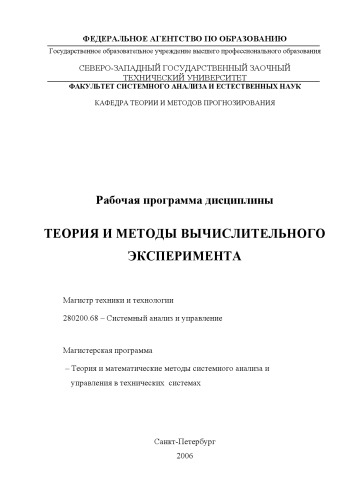 ФЕДЕРАЛЬНОЕ АГЕНТСТВО ПО ОБРАЗОВАНИЮ
Государственное образовательное учреждение высшего профессионального образования
СЕВЕРО-ЗАПАДНЫЙ ГОСУДАРСТВЕННЫЙ ЗАОЧНЫЙ
ТЕХНИЧЕСКИЙ УНИВЕРСИТЕТ
ФАКУЛЬТЕТ СИСТЕМНОГО АНАЛИЗА И ЕСТЕСТВЕННЫХ НАУК
КАФЕДРА ТЕОРИИ И МЕТОДОВ ПРОГНОЗИРОВАНИЯ
Рабочая программа дисциплины
ТЕОРИЯ И МЕТОДЫ ВЫЧИСЛИТЕЛЬНОГО
ЭКСПЕРИМЕНТА
Магистр техники и технологии
280200.68 – Системный анализ и управление
Магистерская программа
– Теория и математические методы системного анализа и
управления в технических системах
Санкт-Петербург
2006